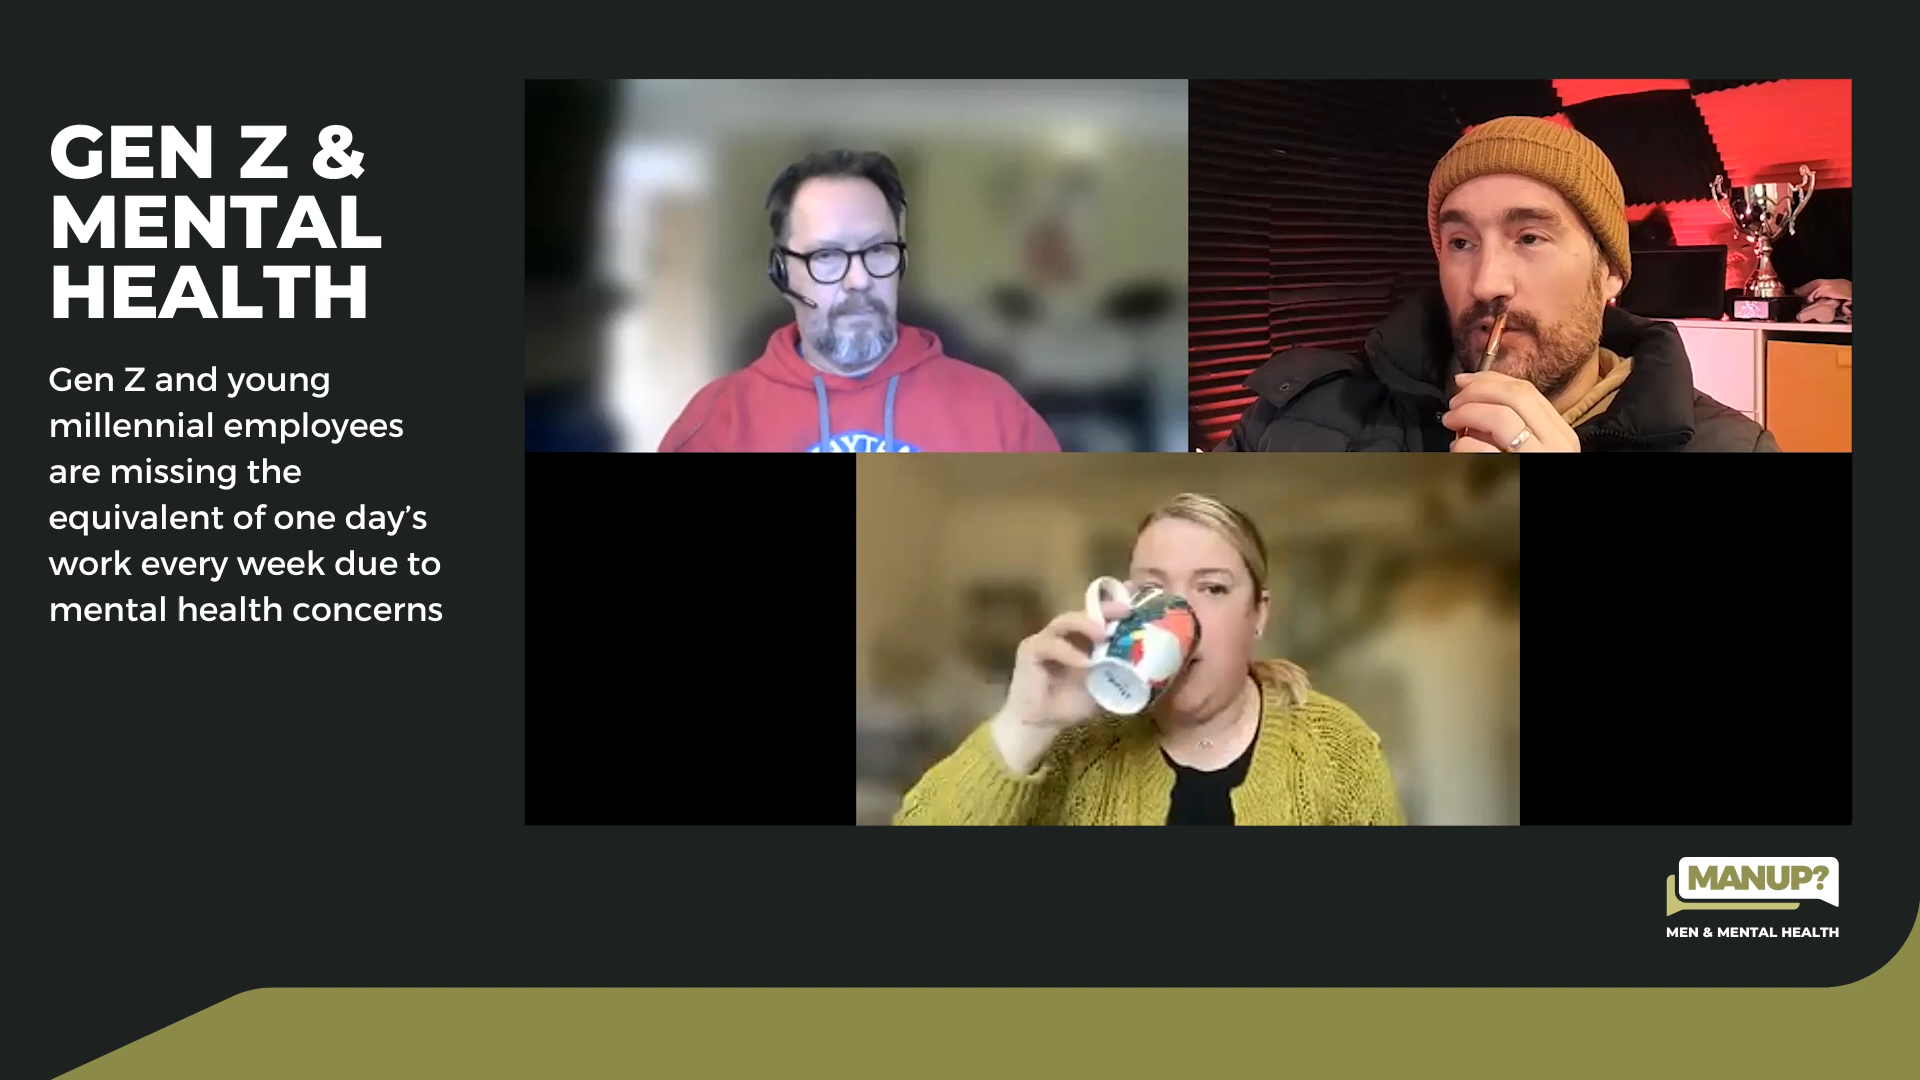 GEN Z &
MENTAL
HEALTH
Gen Z and young
millennial employees
are missing the
equivalent of one day’s
work every week due to
mental health concerns
MANUP?
MEN & MENTAL HEALTH